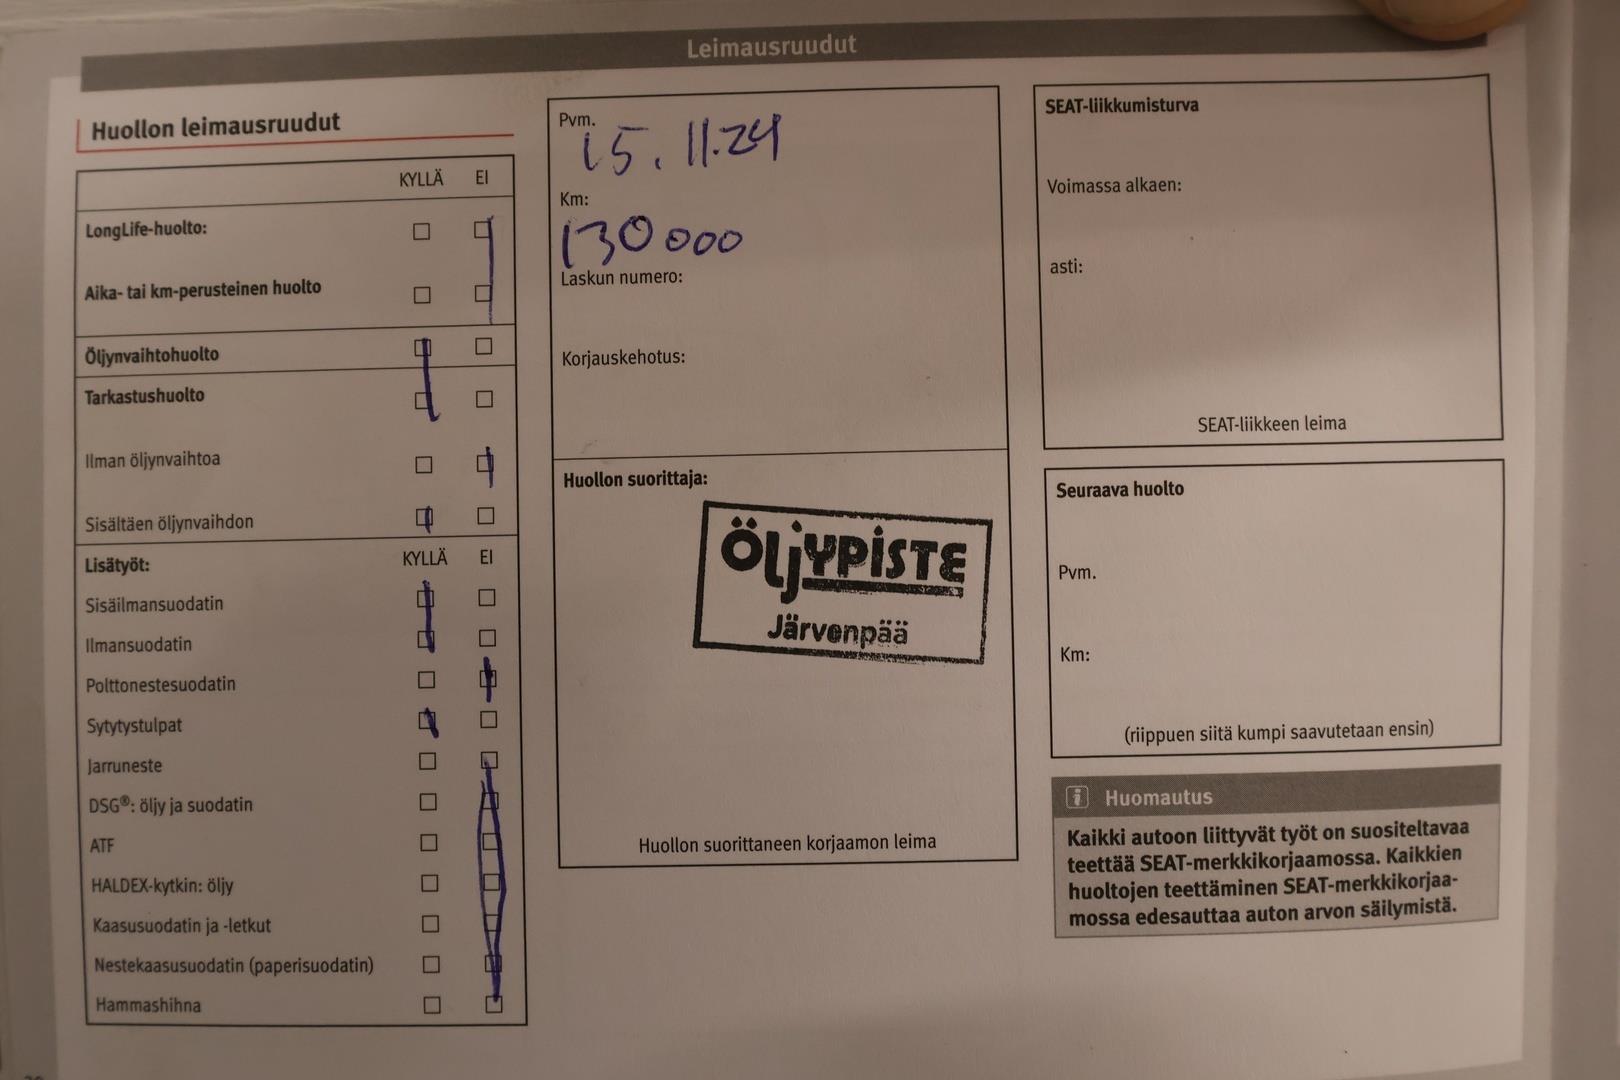 Leimausruudut
Huollon leimausruudut
KYLLÄ EI
LongLife-huolto:
Aika- tai km-perusteinen huolto
Öljynvaihtohuolto
Tarkastushuolto
Ilman öljynvaihtoa
Sisältäen öljynvaihdon
Lisätyöt: KYLLÄ EI
Sisäilmansuodatin
Ilmansuodatin
Polttonestesuodatin
Sytytystulpat
Jarruneste
DSG®: öljy ja suodatin
ATF
HALDEX-kytkin: öljy
Kaasusuodatin ja -letkut
Nestekaasusuodatin (paperisuodatin)
Hammashihna
Pvm.
15.11.24
Km:
130 000
Laskun numero:
Korjauskehotus:
Huollon suorittaja:
ÖljYPiSTE
Järvenpää
Huollon suorittaneen korjaamon leima
SEAT-liikkumisturva
Voimassa alkaen:
asti:
SEAT-liikkeen leima
Seuraava huolto
Pvm.
Km:
(riippuen siitä kumpi saavutetaan ensin)
i Huomautus
Kaikki autoon liittyvät työt on suositeltavaa
teettää SEAT-merkkikorjaamossa. Kaikkien
huoltojen teettäminen SEAT-merkkikorjaa-
mossa edesauttaa auton arvon säilymistä.